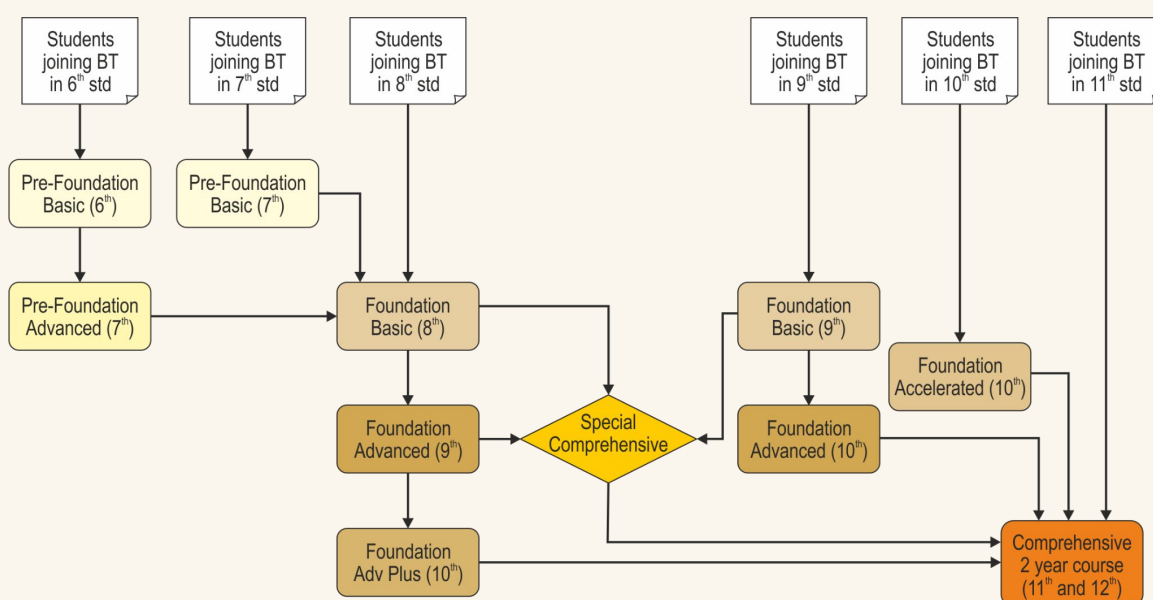 Students
joining BT
in 6th std
Students
joining BT
in 7th std
Students
joining BT
in 8th std
Students
joining BT
in 9th std
Students
joining BT
in 10th std
Students
joining BT
in 11th std
Pre-Foundation
Basic (6th)
Pre-Foundation
Basic (7th)
Pre-Foundation
Advanced (7th)
Foundation
Basic (8th)
Foundation
Basic (9th)
Foundation
Accelerated (10th)
Foundation
Advanced (9th)
Special
Comprehensive
Foundation
Advanced (10th)
Foundation
Adv Plus (10th)
Comprehensive
2 year course
(11th and 12th)